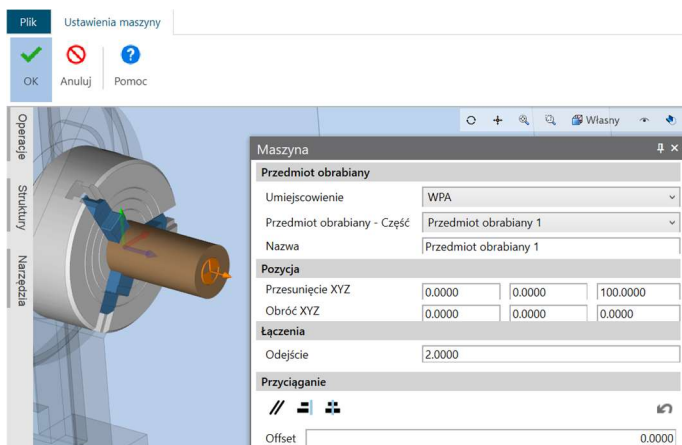 Plik Ustawienia maszyny
OK Anuluj Pomoc
Operacje
Struktury
Narzędzia
Własny
Maszyna
Przedmiot obrabiany
Umiejscowienie WPA
Przedmiot obrabiany - Część Przedmiot obrabiany 1
Nazwa Przedmiot obrabiany 1
Pozycja
Przesunięcie XYZ 0.0000 0.0000 100.0000
Obróć XYZ 0.0000 0.0000 0.0000
Łączenia
Odejście 2.0000
Przyciąganie
Offset 0.0000